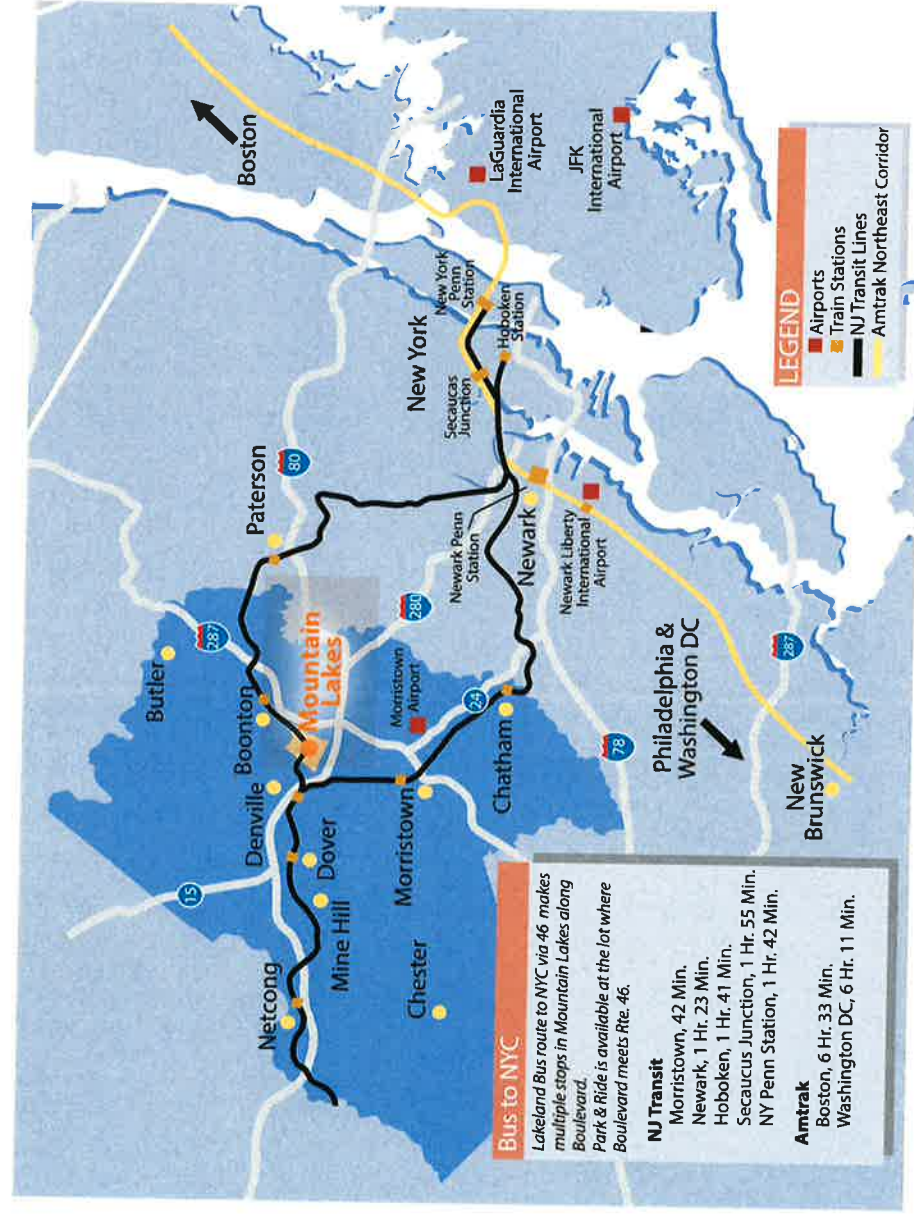 Boston
LaGuardia
International
Airport
JFK
International
Airport
New York
New York
Penn
Station
Hoboken
Station
Secaucas
Junction
Paterson
80
Newark Penn
Station
Newark
Newark Liberty
International
Airport
Butler
287
Boonton
Mountain
Lakes
280
Morristown
Airport
24
Denville
Dover
Morristown
Chatham
78
Philadelphia &
Washington DC
287
New
Brunswick
15
Netcong
Mine Hill
Chester
LEGEND
Airports
Train Stations
NJ Transit Lines
Amtrak Northeast Corridor
Bus to NYC
Lakeland Bus route to NYC via 46 makes
multiple stops in Mountain Lakes along
Boulevard.
Park & Ride is available at the lot where
Boulevard meets Rte. 46.
NJ Transit
Morristown, 42 Min.
Newark, 1 Hr. 23 Min.
Hoboken, 1 Hr. 41 Min.
Secaucus Junction, 1 Hr. 55 Min.
NY Penn Station, 1 Hr. 42 Min.
Amtrak
Boston, 6 Hr. 33 Min.
Washington DC, 6 Hr. 11 Min.